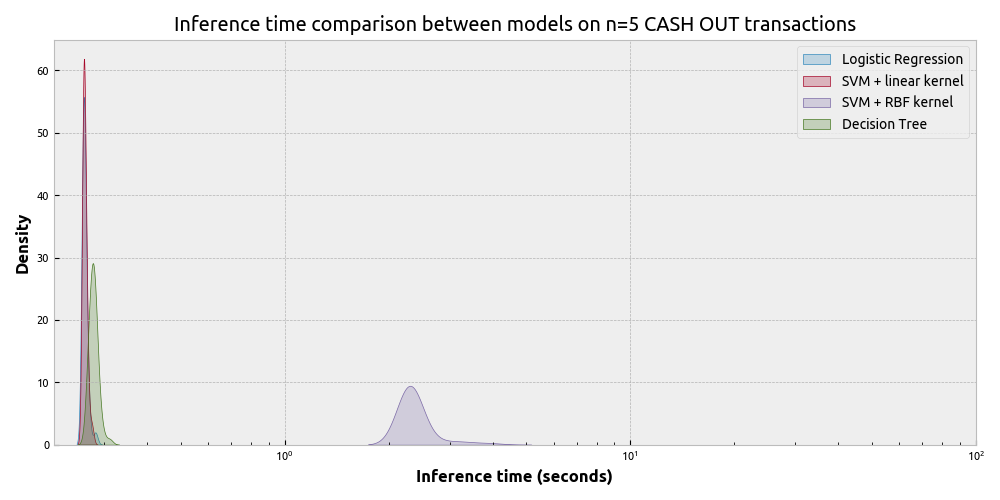 Inference time comparison between models on n=5 CASH OUT transactions
Logistic Regression
SVM + linear kernel
SVM + RBF kernel
Decision Tree
60
50
40
30
20
10
0
Density
10⁰
10¹
10²
Inference time (seconds)